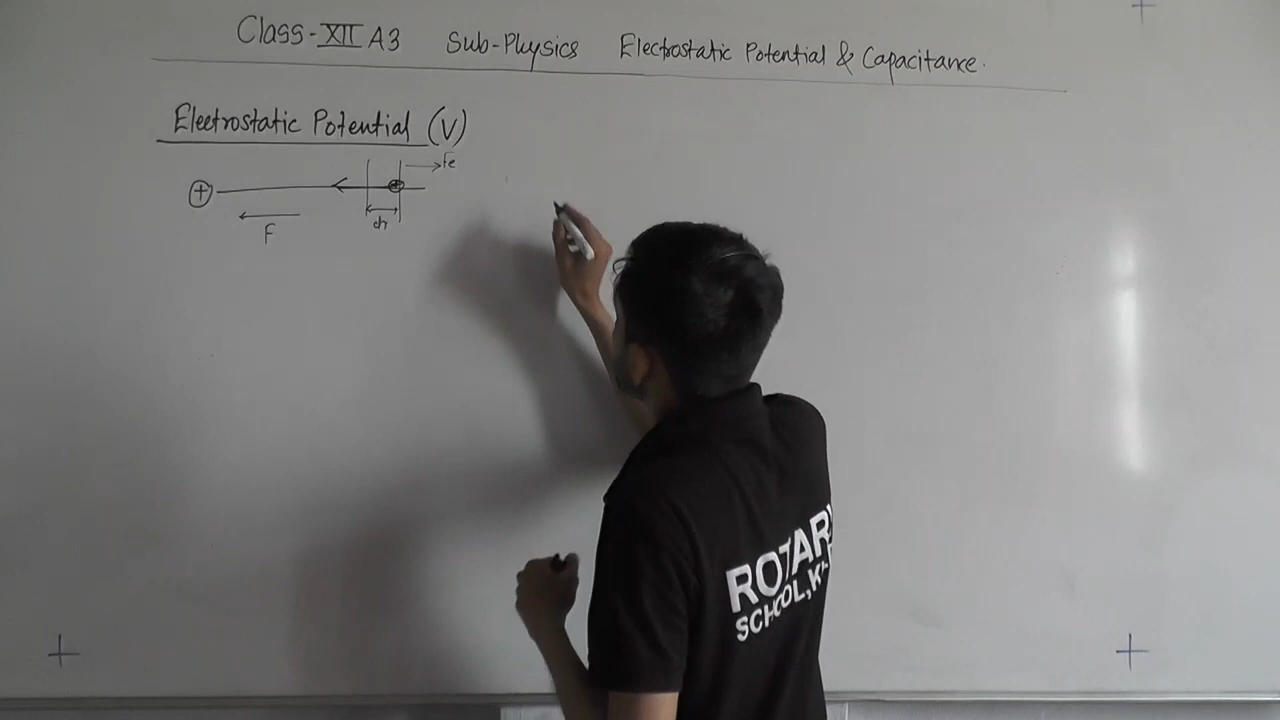 Class-XII A3 Sub-Physics Electrostatic Potential & Capacitance.
Electrostatic Potential (V)
Fe
+
dr
F
ROTARY
SCHOOL, K